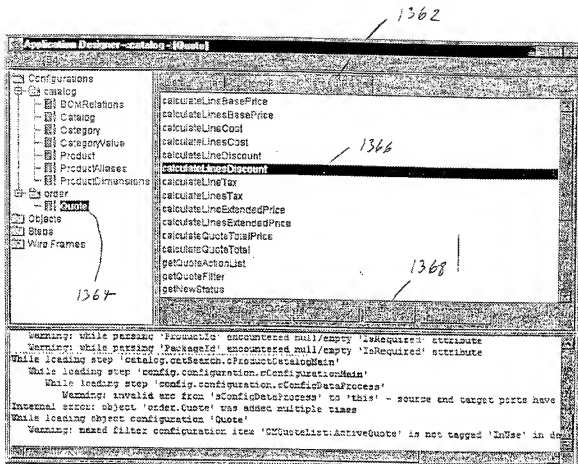 1362
Application Designer--catalog - [Quote]
Configurations
catalog
BCMRelations
Catalog
Category
CategoryValue
Product
ProductAliases
ProductDimensions
order
Quote
Objects
Steps
Wire Frames
1364
calculateLineBasePrice
calculateLinesBasePrice
calculateLineCost
calculateLinesCost
calculateLineDiscount
1366
calculateLinesDiscount
calculateLineTax
calculateLinesTax
calculateLineExtendedPrice
calculateLinesExtendedPrice
calculateQuoteTotalPrice
calculateQuoteTotal
getQuoteActionList
getQuoteFilter
getNewStatus
1368
Warning: while parsing 'ProductId' encountered null/empty 'IsRequired' attribute
Warning: while parsing 'PackageId' encountered null/empty 'IsRequired' attribute
While loading step 'catalog.catSearch.cProductCatalogMain'
While loading step 'config.configuration.cConfigurationMain'
While loading step 'config.configuration.sConfigDataProcess'
Warning: invalid arc from 'sConfigDataProcess' to 'this' - source and target ports have
Internal error: object 'order.Quote' was added multiple times
While loading object configuration 'Quote'
Warning: named filter configuration item 'CMQuoteList:ActiveQuote' is not tagged 'InUse' in de